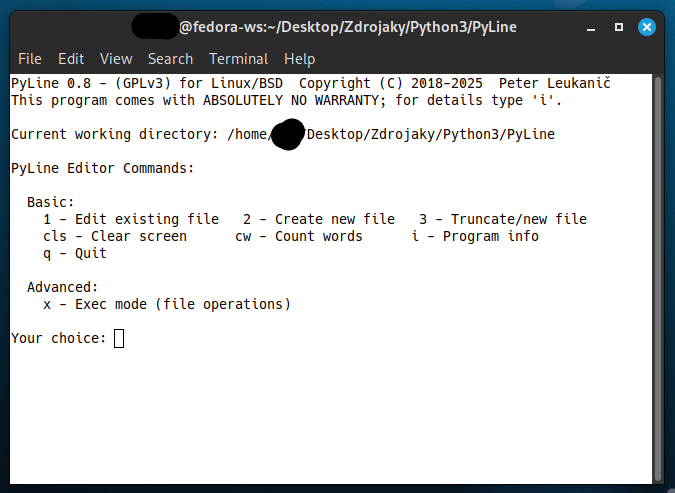 @fedora-ws:~/Desktop/Zdrojaky/Python3/PyLine
File Edit View Search Terminal Help
PyLine 0.8 - (GPLv3) for Linux/BSD  Copyright (C) 2018-2025  Peter Leukanič
This program comes with ABSOLUTELY NO WARRANTY; for details type 'i'.
Current working directory: /home/ /Desktop/Zdrojaky/Python3/PyLine
PyLine Editor Commands:
Basic:
1 - Edit existing file   2 - Create new file   3 - Truncate/new file
cls - Clear screen      cw - Count words      i - Program info
q - Quit
Advanced:
x - Exec mode (file operations)
Your choice: